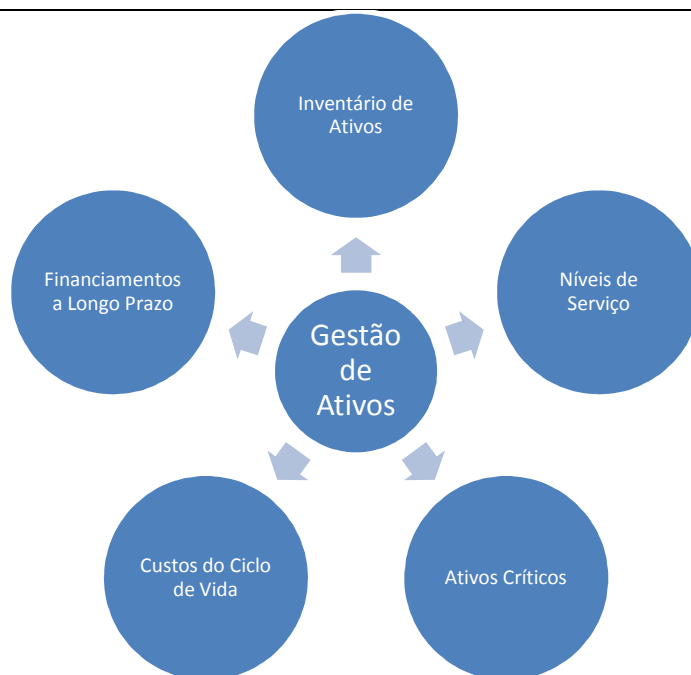 Inventário de
Ativos
Financiamentos
a Longo Prazo
Níveis de
Serviço
Gestão
de
Ativos
Custos do Ciclo
de Vida
Ativos Críticos